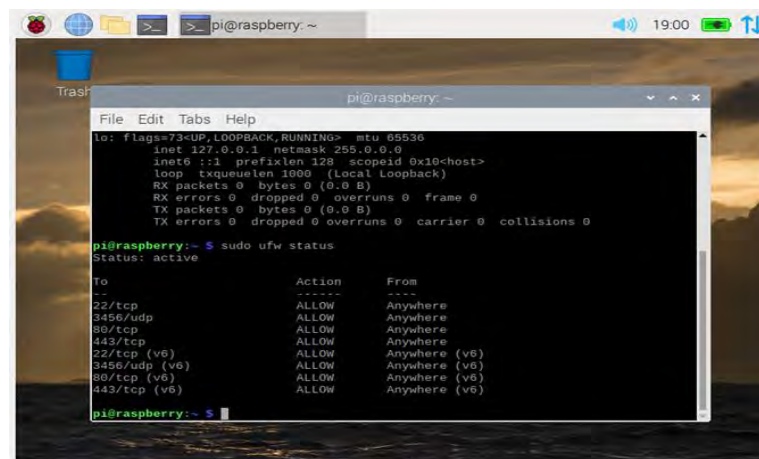 pi@raspberry: ~
19:00
Trash
pi@raspberry: ~
File Edit Tabs Help
lo: flags=73<UP,LOOPBACK,RUNNING> mtu 65536
inet 127.0.0.1 netmask 255.0.0.0
inet6 ::1 prefixlen 128 scopeid 0x10<host>
loop txqueuelen 1000 (Local Loopback)
RX packets 0 bytes 0 (0.0 B)
RX errors 0 dropped 0 overruns 0 frame 0
TX packets 0 bytes 0 (0.0 B)
TX errors 0 dropped 0 overruns 0 carrier 0 collisions 0
pi@raspberry:~ $ sudo ufw status
Status: active
To Action From
-- ------ ----
22/tcp ALLOW Anywhere
3456/udp ALLOW Anywhere
80/tcp ALLOW Anywhere
443/tcp ALLOW Anywhere
22/tcp (v6) ALLOW Anywhere (v6)
3456/udp (v6) ALLOW Anywhere (v6)
80/tcp (v6) ALLOW Anywhere (v6)
443/tcp (v6) ALLOW Anywhere (v6)
pi@raspberry:~ $